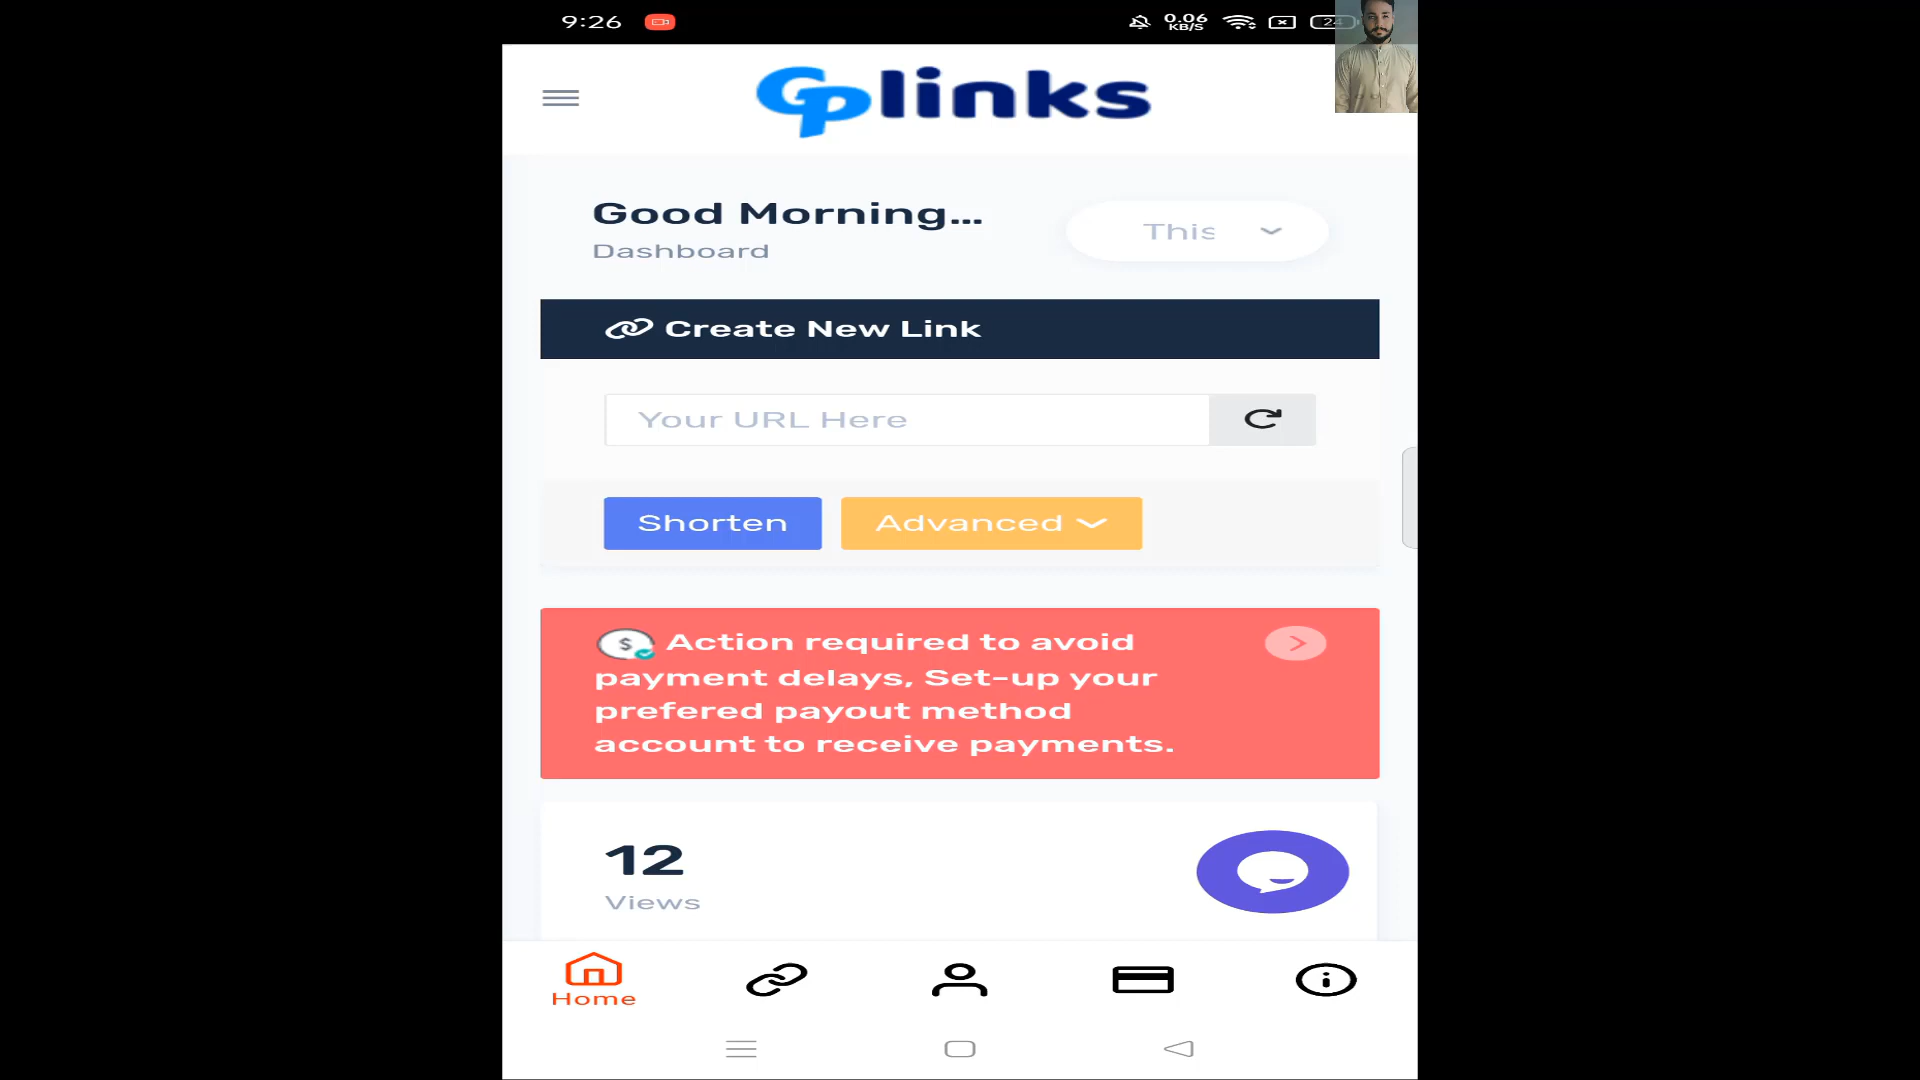 9:26
0.06
KB/S
24
GPlinks
Good Morning...
Dashboard
This
Create New Link
Your URL Here
Shorten
Advanced
Action required to avoid
payment delays, Set-up your
prefered payout method
account to receive payments.
12
Views
Home